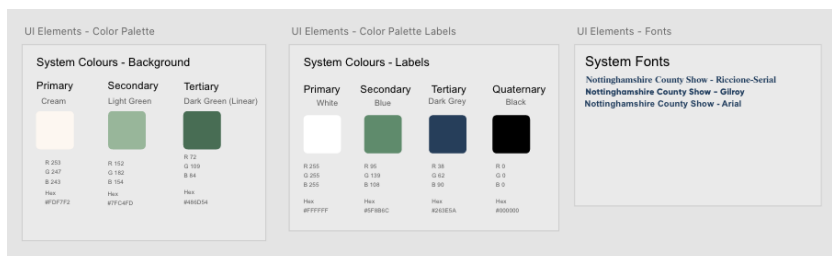 UI Elements - Color Palette
System Colours - Background
Primary Secondary Tertiary
Cream Light Green Dark Green (Linear)
R 253
G 247
B 243
Hex
#FDF7F2
R 152
G 182
B 154
Hex
#7FC4FD
R 72
G 109
B 84
Hex
#486D54
UI Elements - Color Palette Labels
System Colours - Labels
Primary Secondary Tertiary Quaternary
White Blue Dark Grey Black
R 255
G 255
B 255
Hex
#FFFFFF
R 95
G 139
B 108
Hex
#5F8B6C
R 38
G 62
B 90
Hex
#263E5A
R 0
G 0
B 0
Hex
#000000
UI Elements - Fonts
System Fonts
Nottinghamshire County Show - Riccione-Serial
Nottinghamshire County Show - Gilroy
Nottinghamshire County Show - Arial